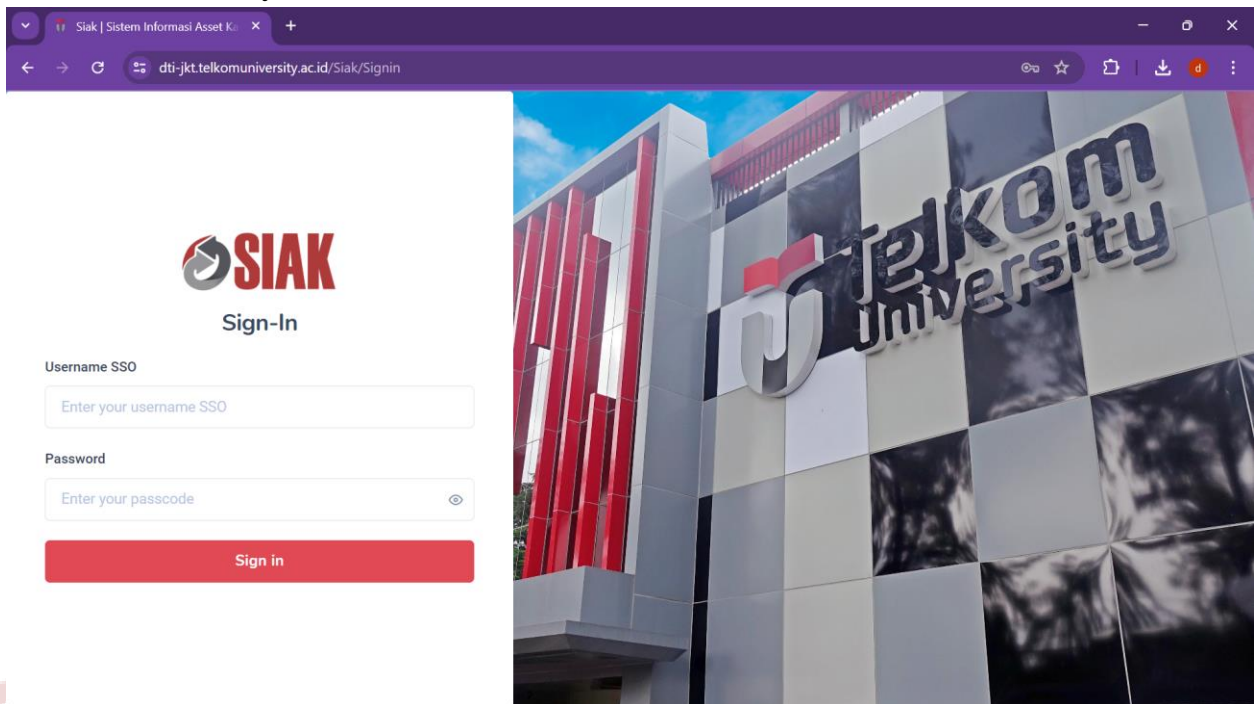 Siak | Sistem Informasi Asset Ka
dti-jkt.telkomuniversity.ac.id/Siak/Signin
d
SIAK
Sign-In
Username SSO
Enter your username SSO
Password
Enter your passcode
Sign in
Telkom
University